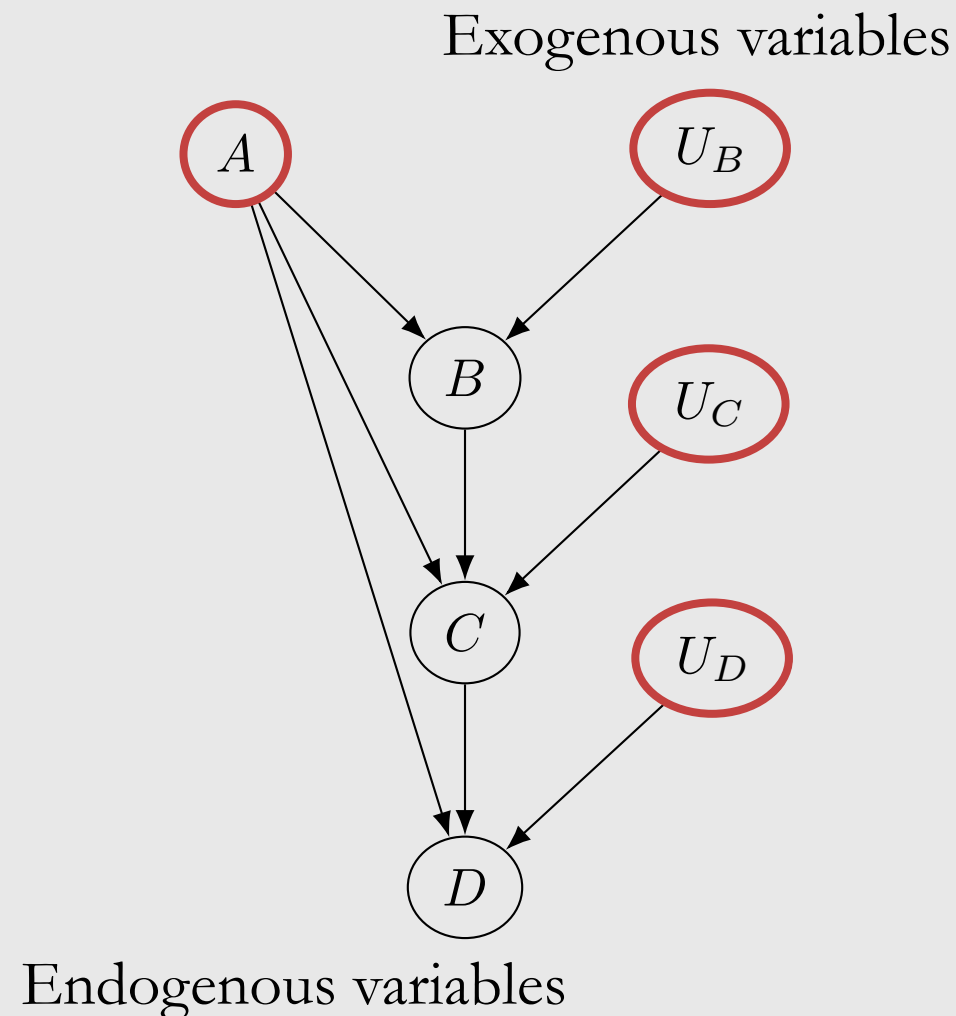 Exogenous variables
A
U_B
B
U_C
C
U_D
D
Endogenous variables